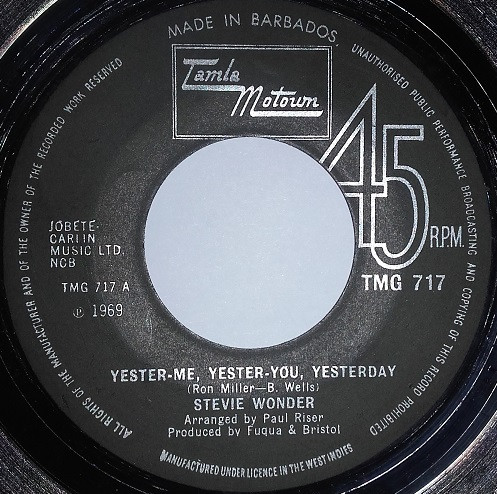 MADE IN BARBADOS
Tamla
Motown
45
R.P.M.
TMG 717
JOBETE-
CARLIN
MUSIC LTD.
NCB
TMG 717 A
℗ 1969
YESTER-ME, YESTER-YOU, YESTERDAY
(Ron Miller—B. Wells)
STEVIE WONDER
Arranged by Paul Riser
Produced by Fuqua & Bristol
MANUFACTURED UNDER LICENCE IN THE WEST INDIES
ALL RIGHTS OF THE MANUFACTURER AND OF THE OWNER OF THE RECORDED WORK RESERVED
UNAUTHORISED PUBLIC PERFORMANCE BROADCASTING AND COPYING OF THIS RECORD PROHIBITED